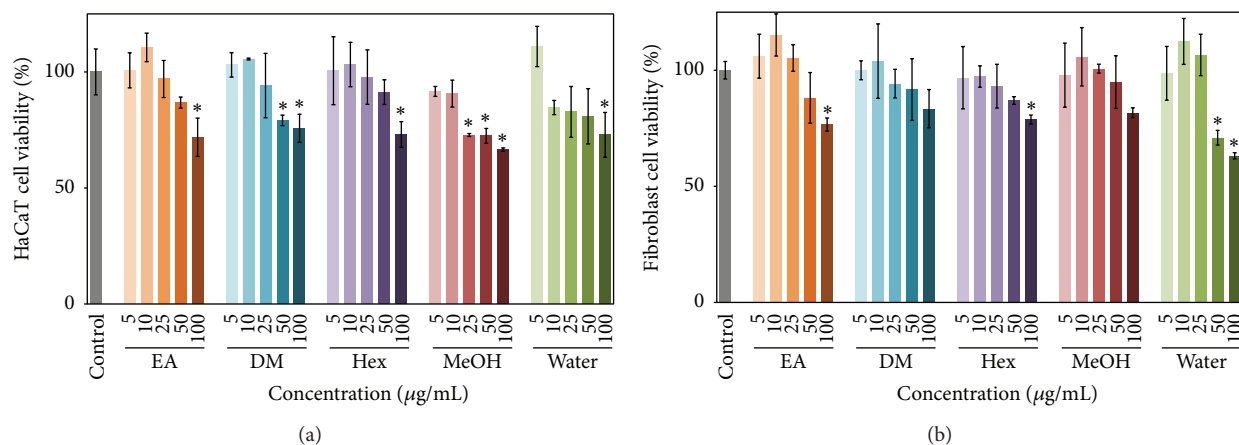 HaCaT cell viability (%)
100
50
0
* * * * * * * * *
Control 5 10 25 50 100 5 10 25 50 100 5 10 25 50 100 5 10 25 50 100 5 10 25 50 100
EA DM Hex MeOH Water
Concentration (μg/mL)
(a)
Fibroblast cell viability (%)
100
50
0
* * * *
Control 5 10 25 50 100 5 10 25 50 100 5 10 25 50 100 5 10 25 50 100 5 10 25 50 100
EA DM Hex MeOH Water
Concentration (μg/mL)
(b)